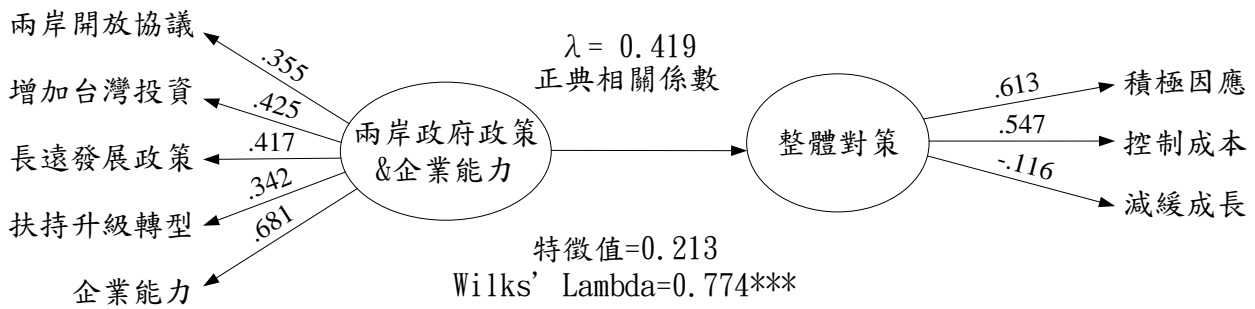 兩岸開放協議
增加台灣投資
長遠發展政策
扶持升級轉型
企業能力
.355
.425
.417
.342
.681
兩岸政府政策
&企業能力
λ= 0.419
正典相關係數
特徵值=0.213
Wilks’ Lambda=0.774***
整體對策
.613
.547
-.116
積極因應
控制成本
減緩成長